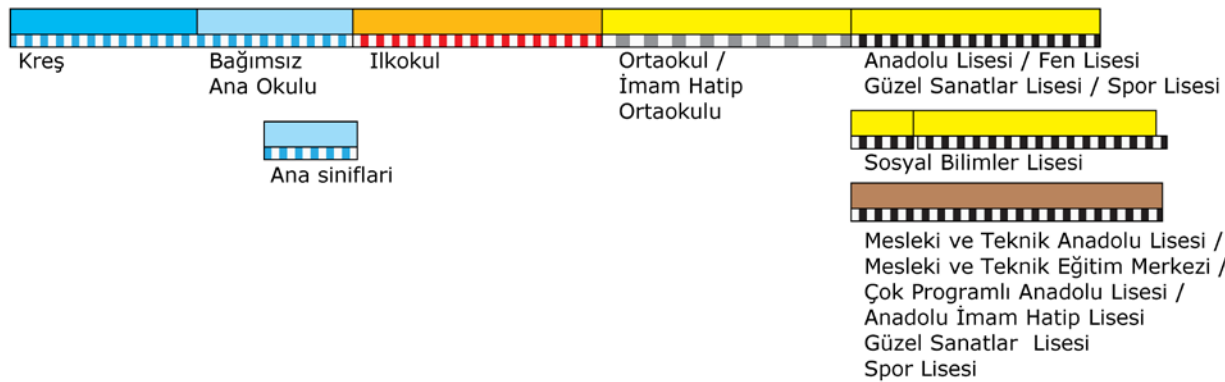 Kreş
Bağımsız
Ana Okulu
Ilkokul
Ortaokul /
İmam Hatip
Ortaokulu
Anadolu Lisesi / Fen Lisesi
Güzel Sanatlar Lisesi / Spor Lisesi
Ana siniflari
Sosyal Bilimler Lisesi
Mesleki ve Teknik Anadolu Lisesi /
Mesleki ve Teknik Eğitim Merkezi /
Çok Programlı Anadolu Lisesi /
Anadolu İmam Hatip Lisesi
Güzel Sanatlar Lisesi
Spor Lisesi